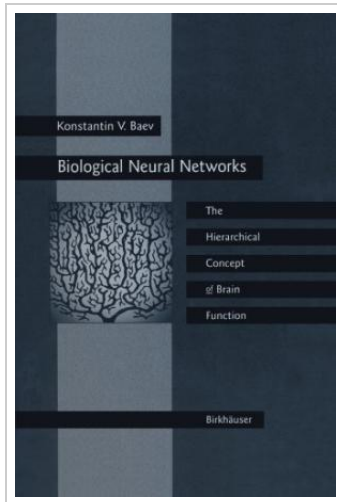 Konstantin V. Baev
Biological Neural Networks
The
Hierarchical
Concept
of Brain
Function
Birkhäuser